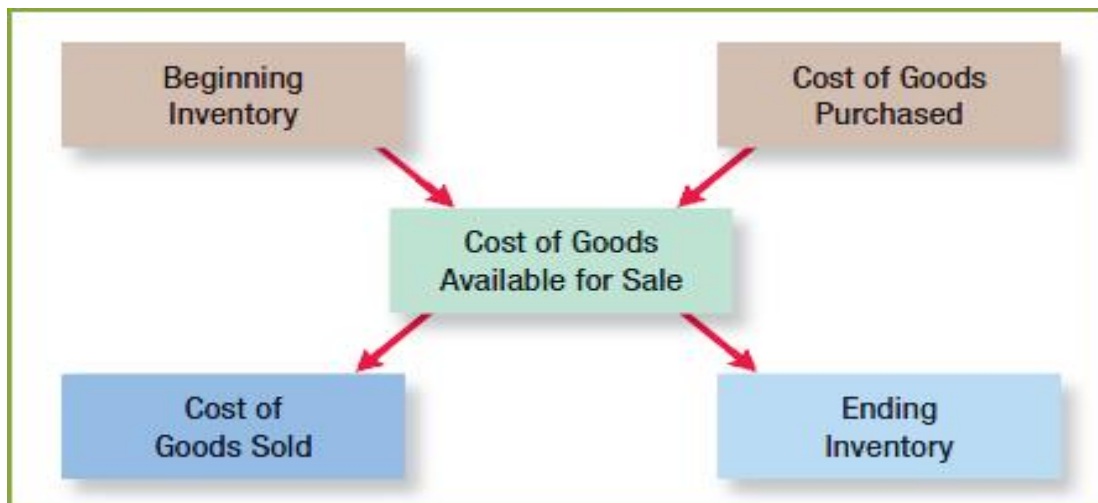 Beginning
Inventory
Cost of Goods
Purchased
Cost of Goods
Available for Sale
Cost of
Goods Sold
Ending
Inventory